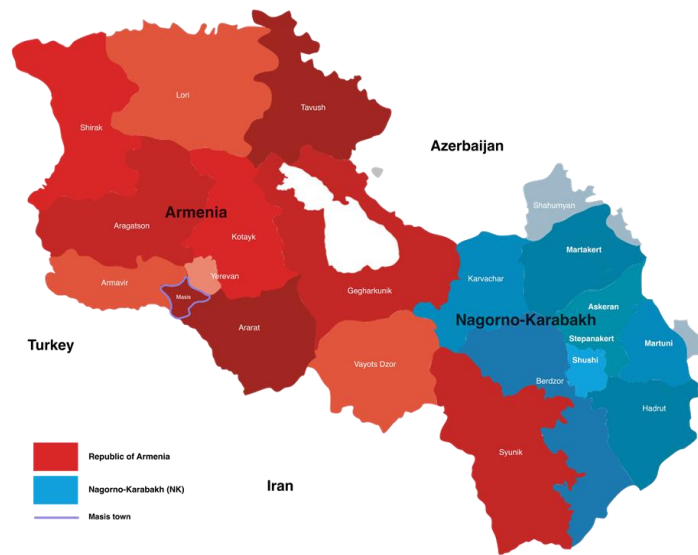 Lori
Tavush
Shirak
Azerbaijan
Shahumyan
Armenia
Aragatson
Kotayk
Martakert
Yerevan
Karvachar
Armavir
Masis
Gegharkunik
Askeran
Ararat
Nagorno-Karabakh
Turkey
Stepanakert
Martuni
Vayots Dzor
Shushi
Berdzor
Hadrut
Syunik
Republic of Armenia
Iran
Nagorno-Karabakh (NK)
Masis town